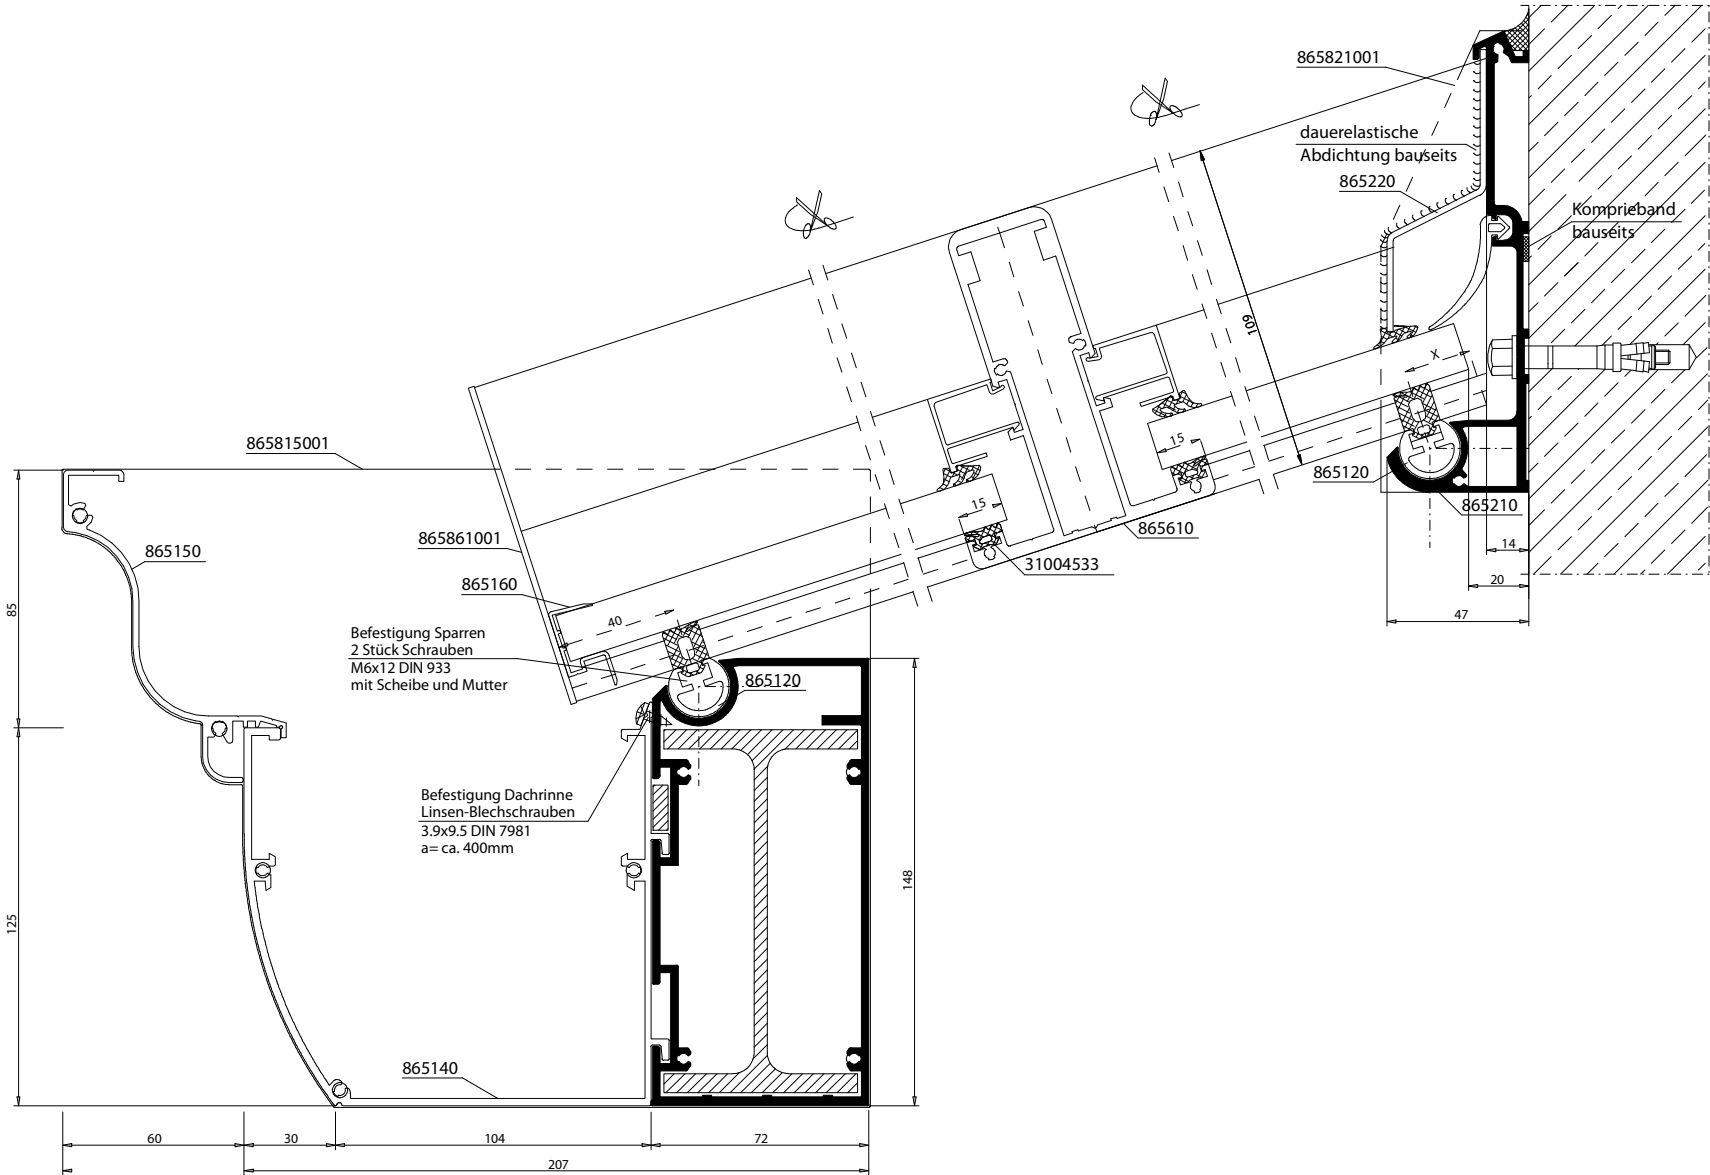 865821001
dauerelastische
Abdichtung bauseits
865220
Komprieband
bauseits
109
X
865815001
15
865120
865210
865861001
15
865610
31004533
14
865150
865160
20
40
47
85
Befestigung Sparren
2 Stück Schrauben
M6x12 DIN 933
mit Scheibe und Mutter
865120
Befestigung Dachrinne
Linsen-Blechschrauben
3.9x9.5 DIN 7981
a= ca. 400mm
148
125
865140
60
30
104
72
207